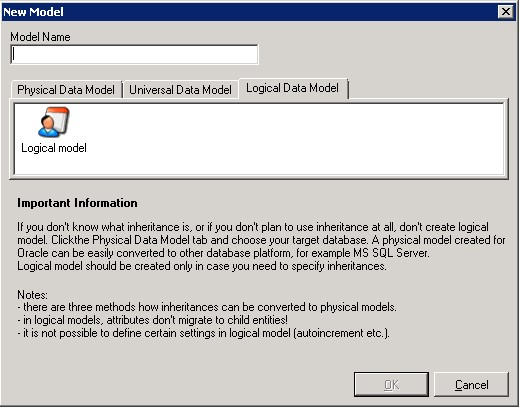 New Model
Model Name
Physical Data Model
Universal Data Model
Logical Data Model
Logical model
Important Information
If you don't know what inheritance is, or if you don't plan to use inheritance at all, don't create logical
model. Clickthe Physical Data Model tab and choose your target database. A physical model created for
Oracle can be easily converted to other database platform, for example MS SQL Server.
Logical model should be created only in case you need to specify inheritances.
Notes:
- there are three methods how inheritances can be converted to physical models.
- in logical models, attributes don't migrate to child entities!
- it is not possible to define certain settings in logical model (autoincrement etc.).
OK
Cancel